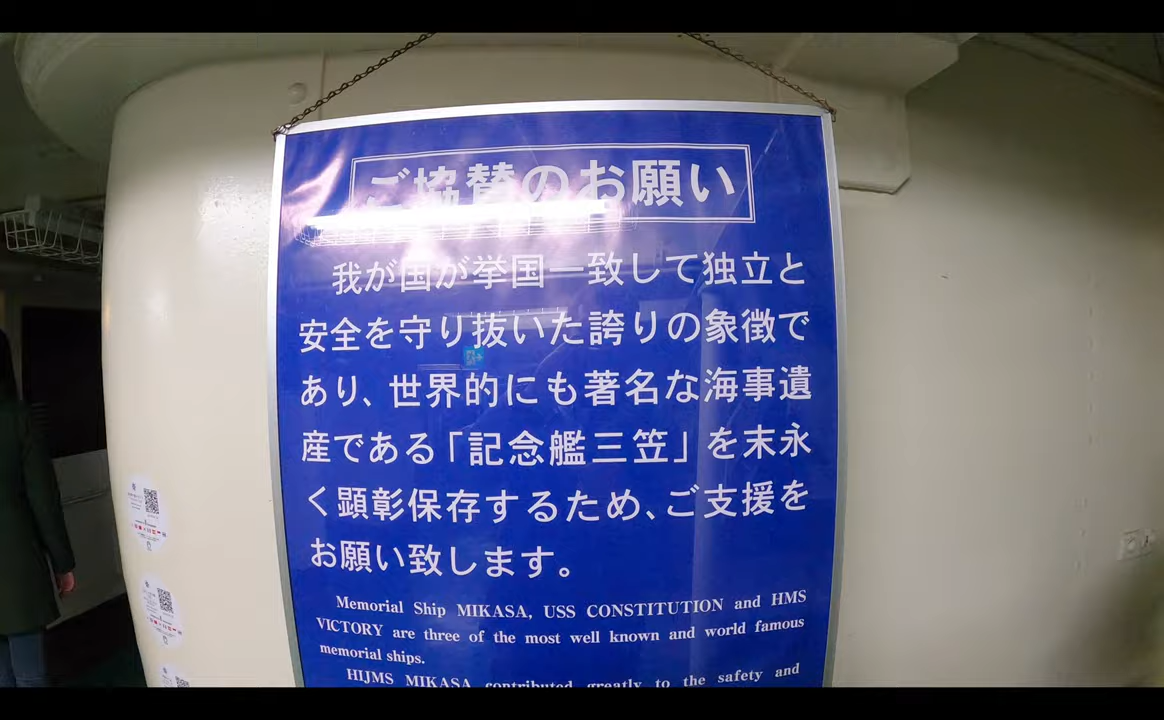 ご協賛のお願い
我が国が挙国一致して独立と
安全を守り抜いた誇りの象徴で
あり、世界的にも著名な海事遺
産である「記念艦三笠」を末永
く顕彰保存するため、ご支援を
お願い致します。
Memorial Ship MIKASA, USS CONSTITUTION and HMS
VICTORY are three of the most well known and world famous
memorial ships.
HIJMS MIKASA contributed greatly to the safety and